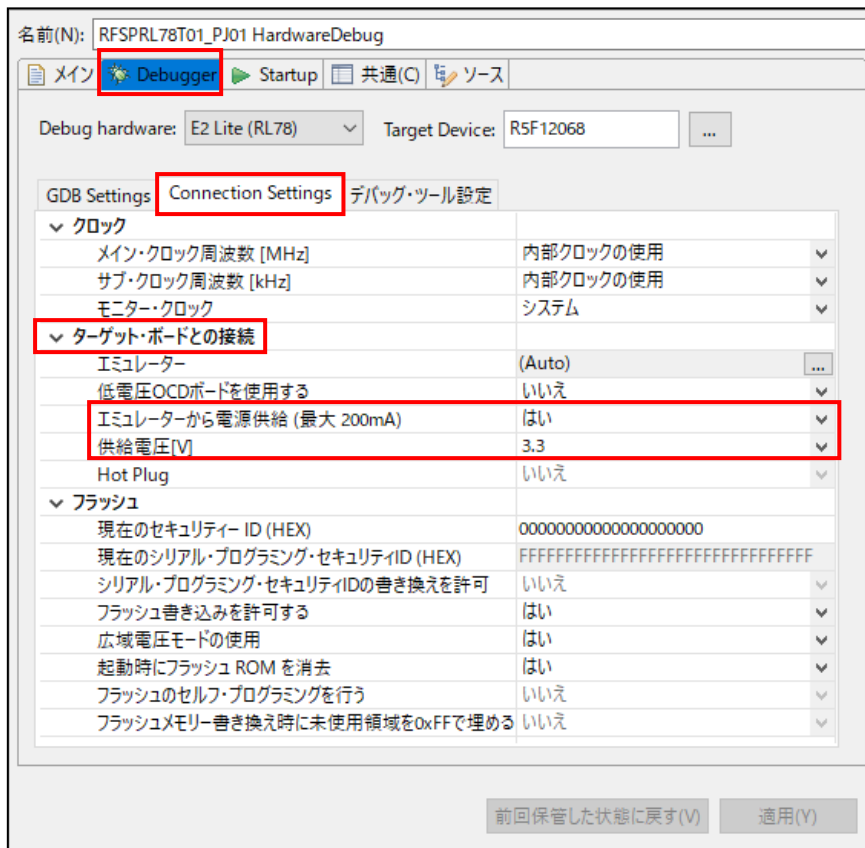 名前(N): RFSPRL78T01_PJ01 HardwareDebug
メイン Debugger Startup 共通(C) ソース
Debug hardware: E2 Lite (RL78) Target Device: R5F12068 ...
GDB Settings Connection Settings デバッグ・ツール設定
クロック
メイン・クロック周波数 [MHz] 内部クロックの使用
サブ・クロック周波数 [kHz] 内部クロックの使用
モニター・クロック システム
ターゲット・ボードとの接続
エミュレーター (Auto) ...
低電圧OCDボードを使用する いいえ
エミュレーターから電源供給 (最大 200mA) はい
供給電圧[V] 3.3
Hot Plug いいえ
フラッシュ
現在のセキュリティー ID (HEX) 00000000000000000000
現在のシリアル・プログラミング・セキュリティID (HEX) FFFFFFFFFFFFFFFFFFFFFFFFFFFFFFFF
シリアル・プログラミング・セキュリティIDの書き換えを許可 いいえ
フラッシュ書き込みを許可する はい
広域電圧モードの使用 はい
起動時にフラッシュ ROM を消去 はい
フラッシュのセルフ・プログラミングを行う いいえ
フラッシュメモリー書き換え時に未使用領域を0xFFで埋める いいえ
前回保管した状態に戻す(V) 適用(Y)